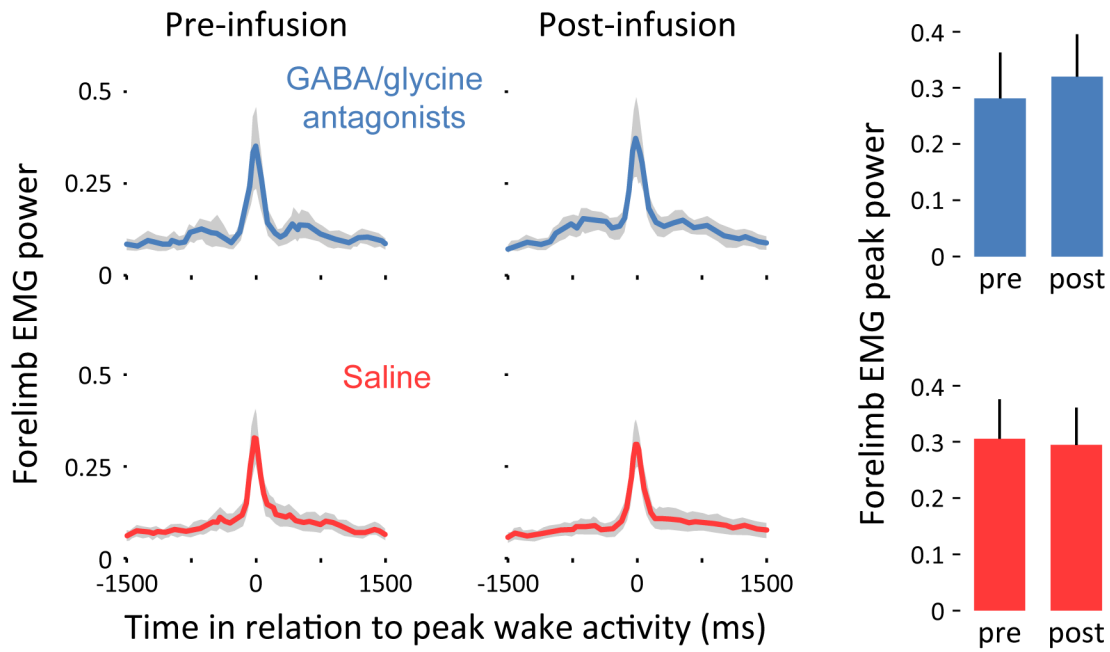 Pre-infusion
Post-infusion
GABA/glycine
antagonists
Forelimb EMG power
0.5
0.25
0
Saline
0.5
0.25
0
-1500
0
1500
-1500
0
1500
Time in relation to peak wake activity (ms)
Forelimb EMG peak power
0.4
0.3
0.2
0.1
0
pre
post
0.4
0.3
0.2
0.1
0
pre
post